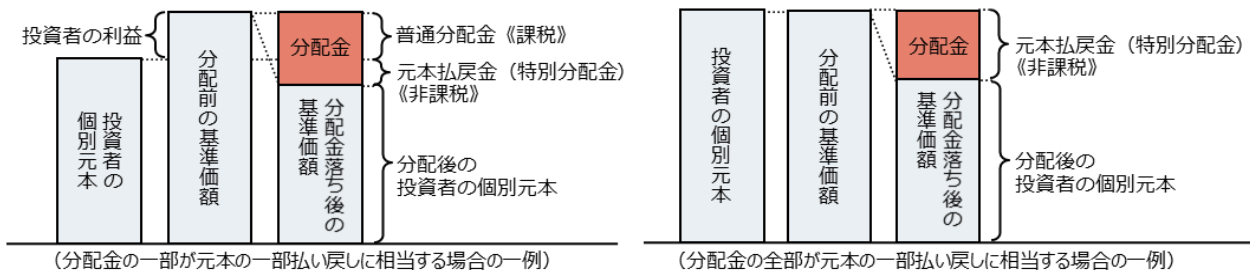 投資者の利益
投資者の
個別元本
分配前の基準価額
分配金
分配金落ち後の
基準価額
普通分配金《課税》
元本払戻金（特別分配金）
《非課税》
分配後の
投資者の個別元本
（分配金の一部が元本の一部払い戻しに相当する場合の一例）
投資者の個別元本
分配前の基準価額
分配金
分配金落ち後の
基準価額
元本払戻金（特別分配金）
《非課税》
分配後の
投資者の個別元本
（分配金の全部が元本の一部払い戻しに相当する場合の一例）